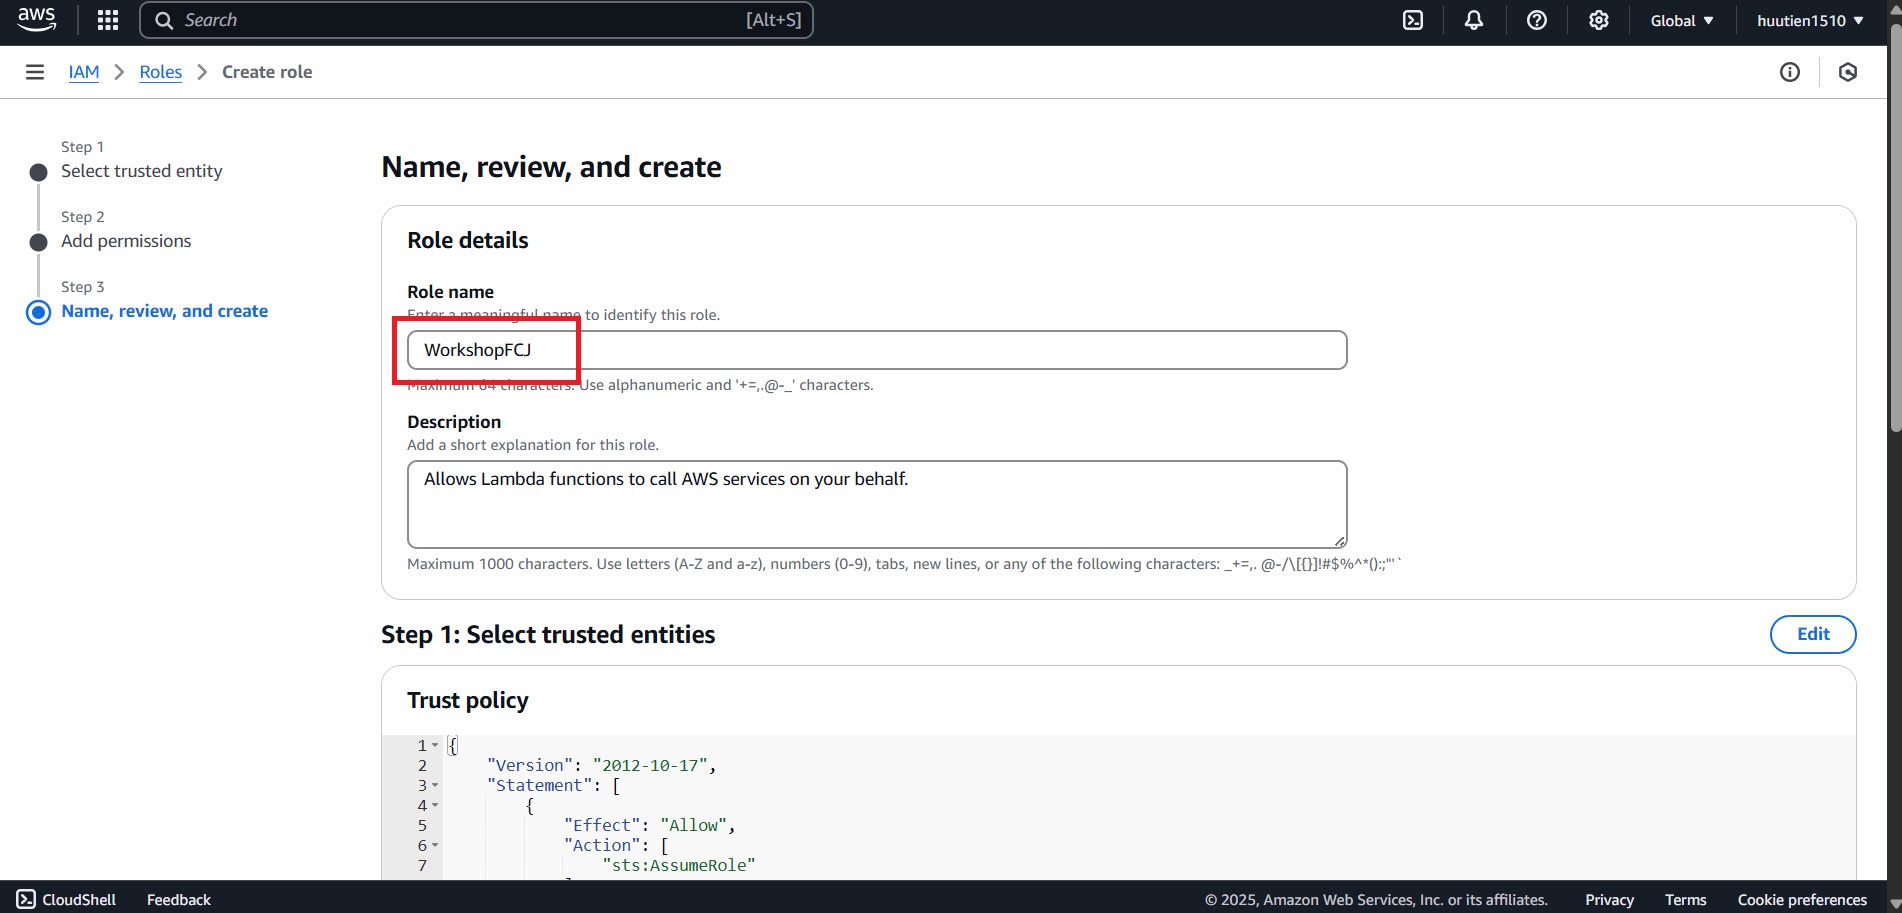 aws
Search
[Alt+S]
Global
huutien1510
IAM
Roles
Create role
Step 1
Select trusted entity
Step 2
Add permissions
Step 3
Name, review, and create
Name, review, and create
Role details
Role name
Enter a meaningful name to identify this role.
WorkshopFCJ
Maximum 64 characters. Use alphanumeric and '+=,.@-_' characters.
Description
Add a short explanation for this role.
Allows Lambda functions to call AWS services on your behalf.
Maximum 1000 characters. Use letters (A-Z and a-z), numbers (0-9), tabs, new lines, or any of the following characters: _+=,. @-/\[{}]!#$%^*():;"'`
Step 1: Select trusted entities
Edit
Trust policy
1 {
2 "Version": "2012-10-17",
3 "Statement": [
4 {
5 "Effect": "Allow",
6 "Action": [
7 "sts:AssumeRole"
CloudShell
Feedback
© 2025, Amazon Web Services, Inc. or its affiliates.
Privacy
Terms
Cookie preferences